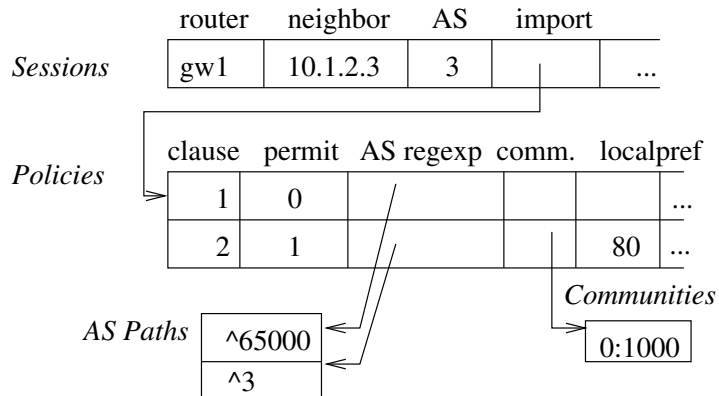 router neighbor AS import
Sessions gw1 10.1.2.3 3 ...
clause permit AS regexp comm. localpref
Policies
1 0 ...
2 1 80 ...
Communities
AS Paths ^65000 0:1000
^3